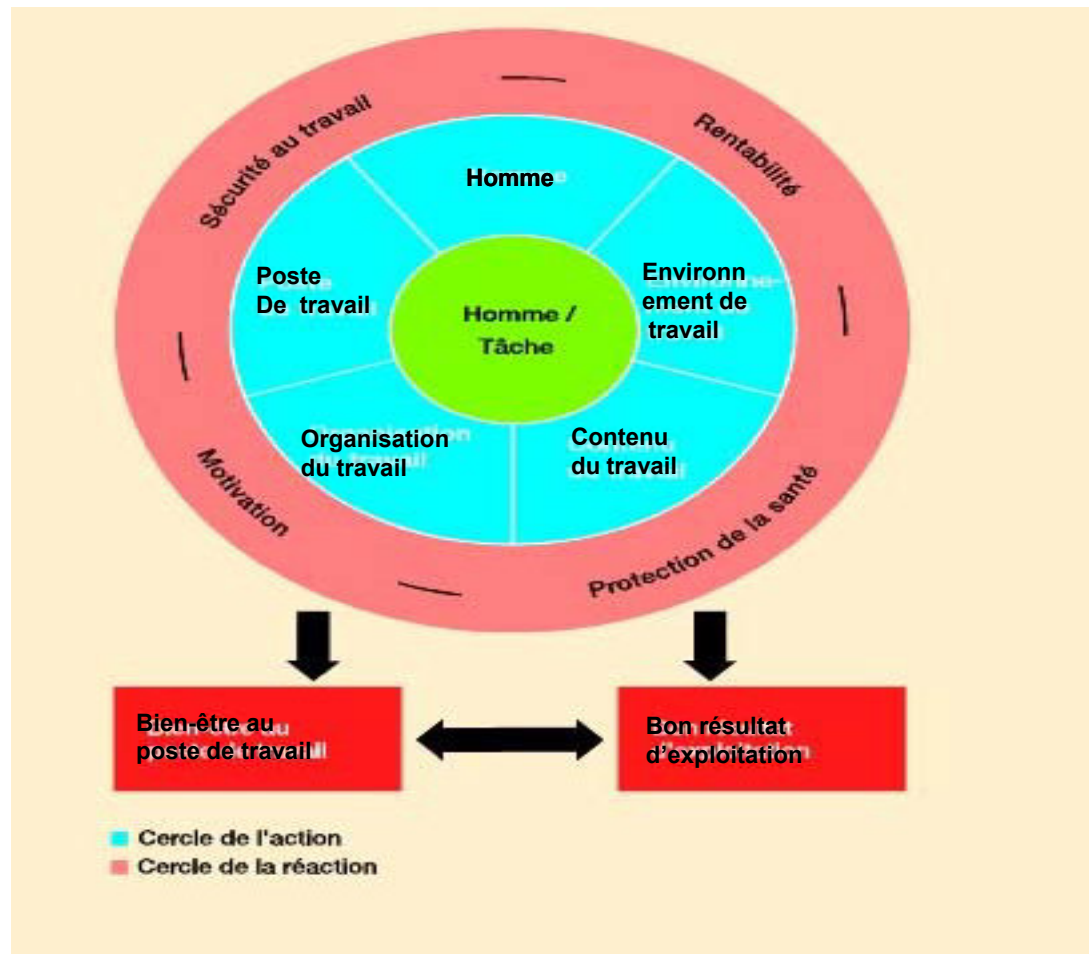 Sécurité au travail
Rentabilité
Homme
Poste
De travail
Environn
ement de
travail
Homme /
Tâche
Organisation
du travail
Contenu
du travail
Motivation
Protection de la santé
Bien-être au
poste de travail
Bon résultat
d’exploitation
Cercle de l'action
Cercle de la réaction